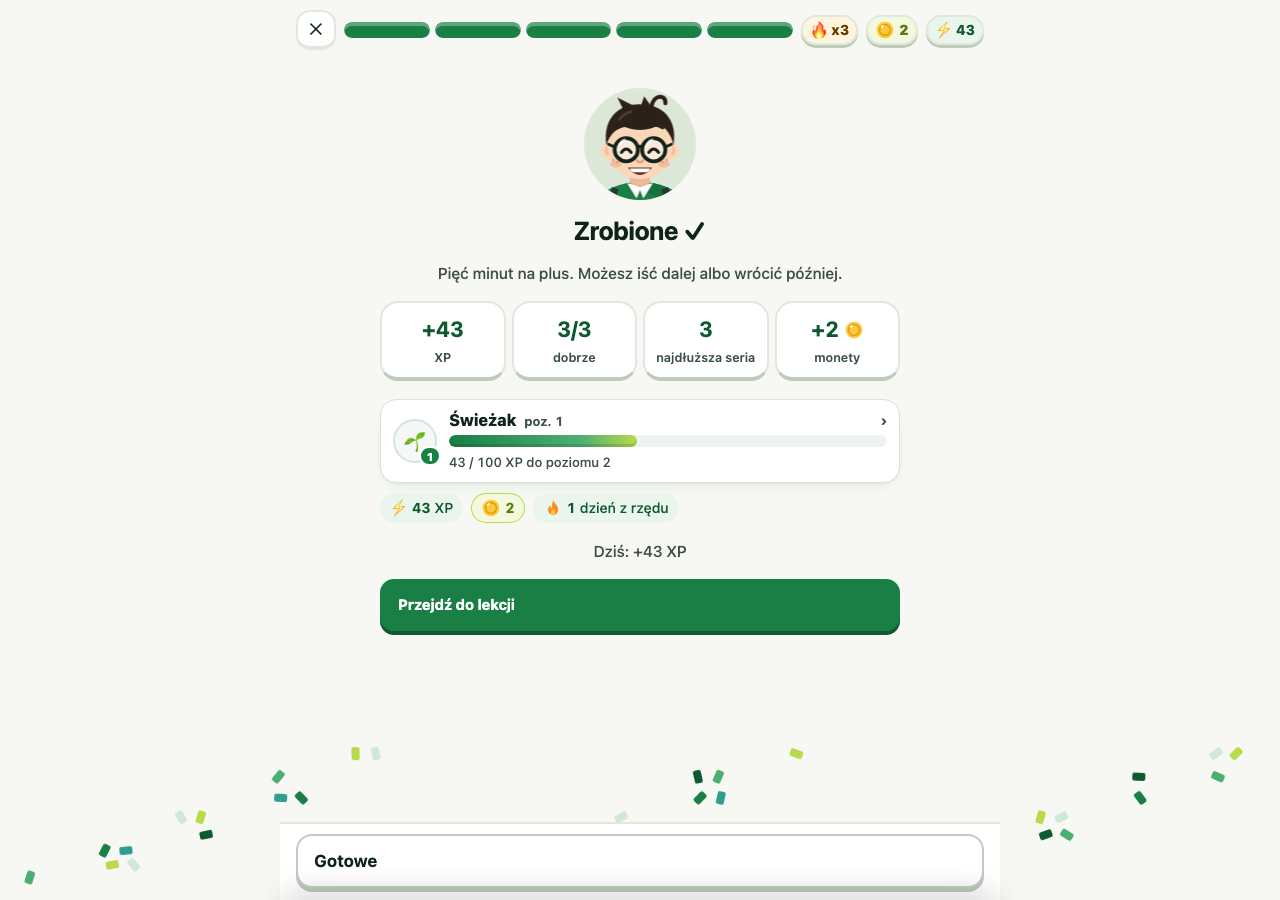 x3
2
43
Zrobione ✓
Pięć minut na plus. Możesz iść dalej albo wrócić później.
+43
XP
3/3
dobrze
3
najdłuższa seria
+2
monety
Świeżak poz. 1
›
1
43 / 100 XP do poziomu 2
43 XP
2
1 dzień z rzędu
Dziś: +43 XP
Przejdź do lekcji
Gotowe